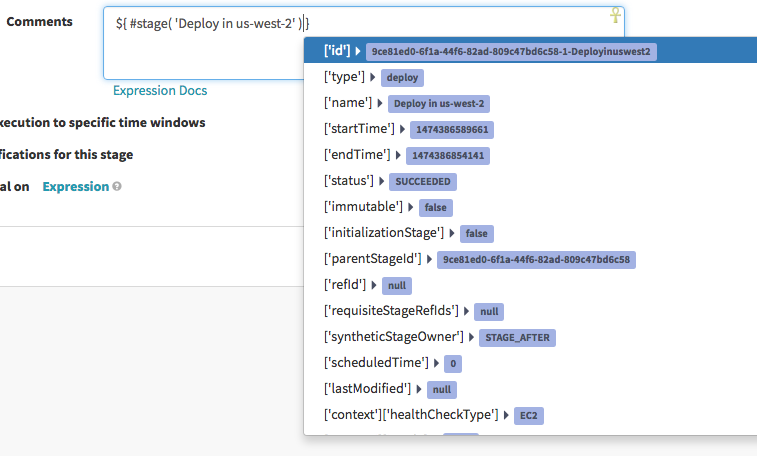 Comments
${ #stage( 'Deploy in us-west-2' ) }
['id'] 9ce81ed0-6f1a-44f6-82ad-809c47bd6c58-1-Deployinuswest2
['type'] deploy
Expression Docs
['name'] Deploy in us-west-2
xecution to specific time windows
['startTime'] 1474386589661
['endTime'] 1474386854141
fications for this stage
['status'] SUCCEEDED
al on Expression
['immutable'] false
['initializationStage'] false
['parentStageId'] 9ce81ed0-6f1a-44f6-82ad-809c47bd6c58
['refId'] null
['requisiteStageRefIds'] null
['syntheticStageOwner'] STAGE_AFTER
['scheduledTime'] 0
['lastModified'] null
['context']['healthCheckType'] EC2